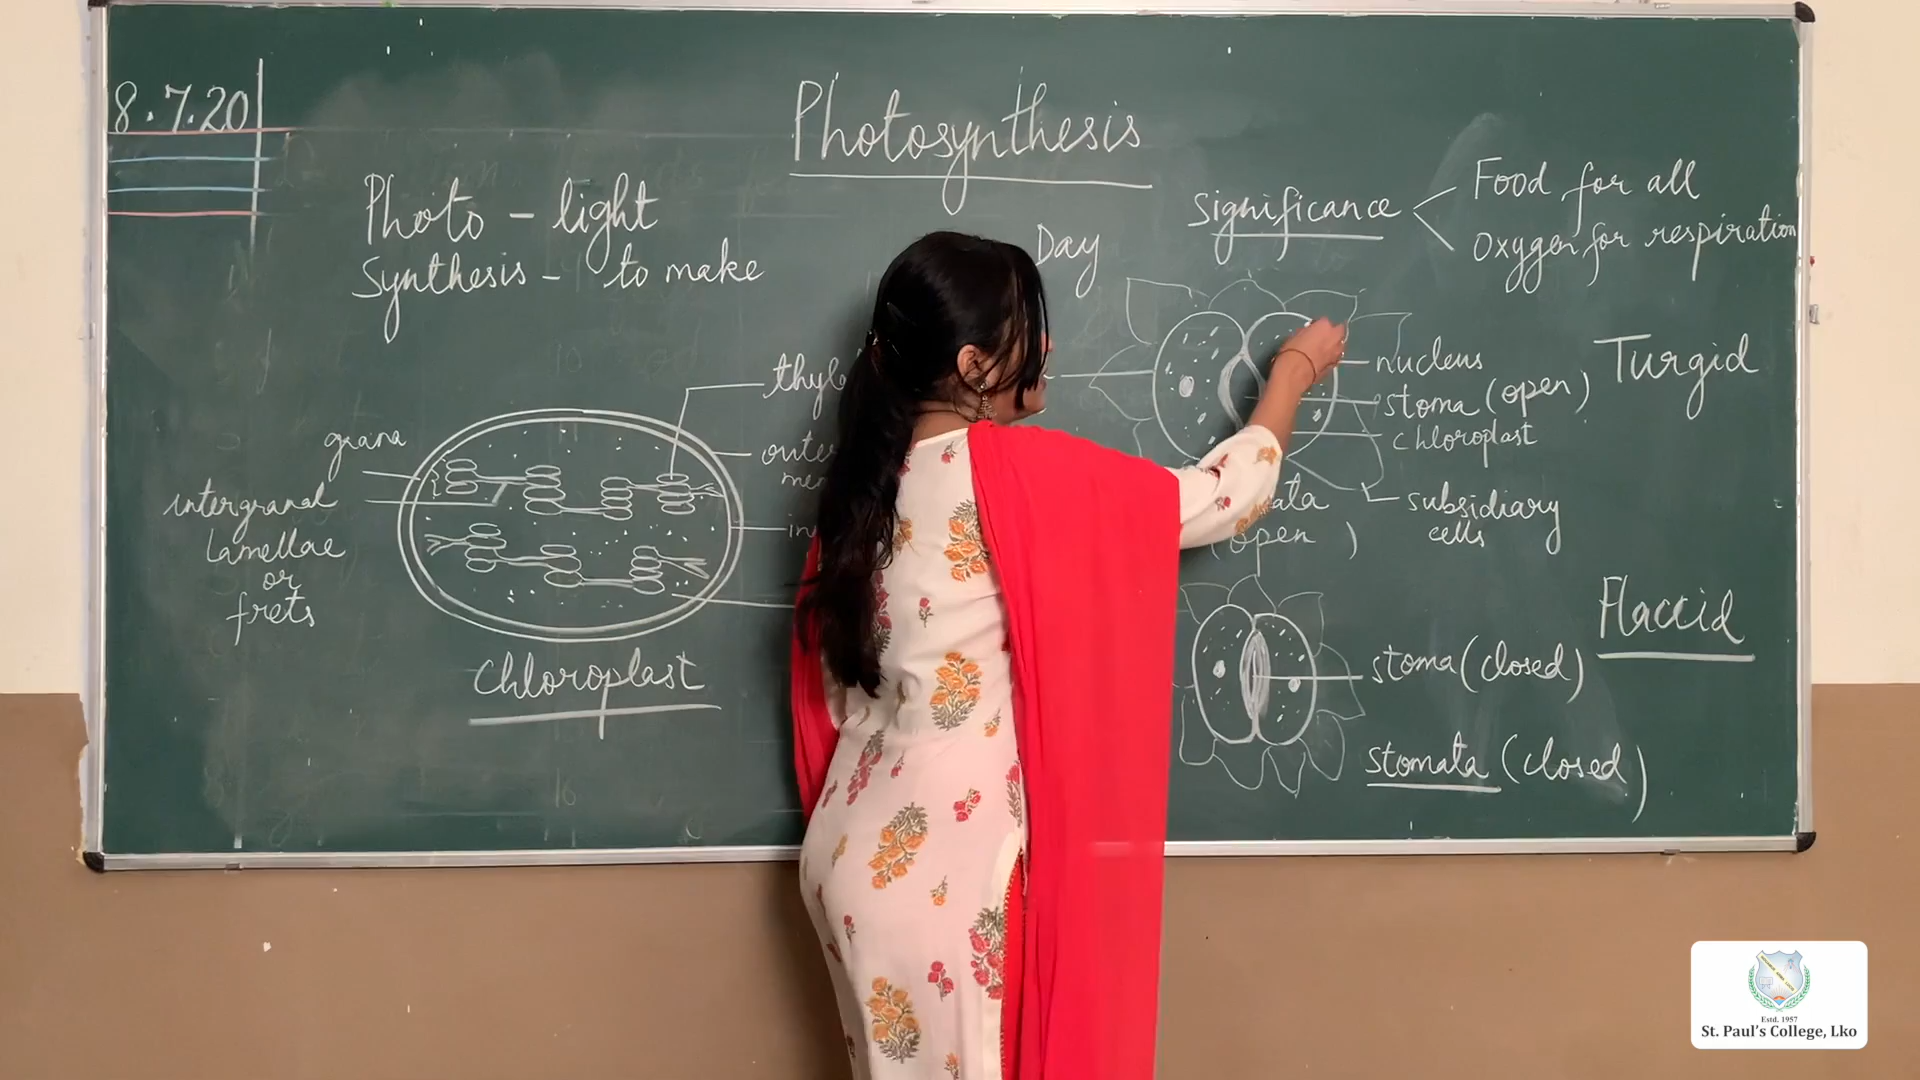 8.7.20
Photosynthesis
Photo - light
Synthesis - to make
Day
Significance
Food for all
Oxygen for respiration
grana
intergranal
lamellae
or
frets
chloroplast
nucleus
stoma (open)
chloroplast
subsidiary
cells
(open)
Turgid
Flaccid
stoma (closed)
stomata (closed)
Estd. 1957
St. Paul's College, Lko